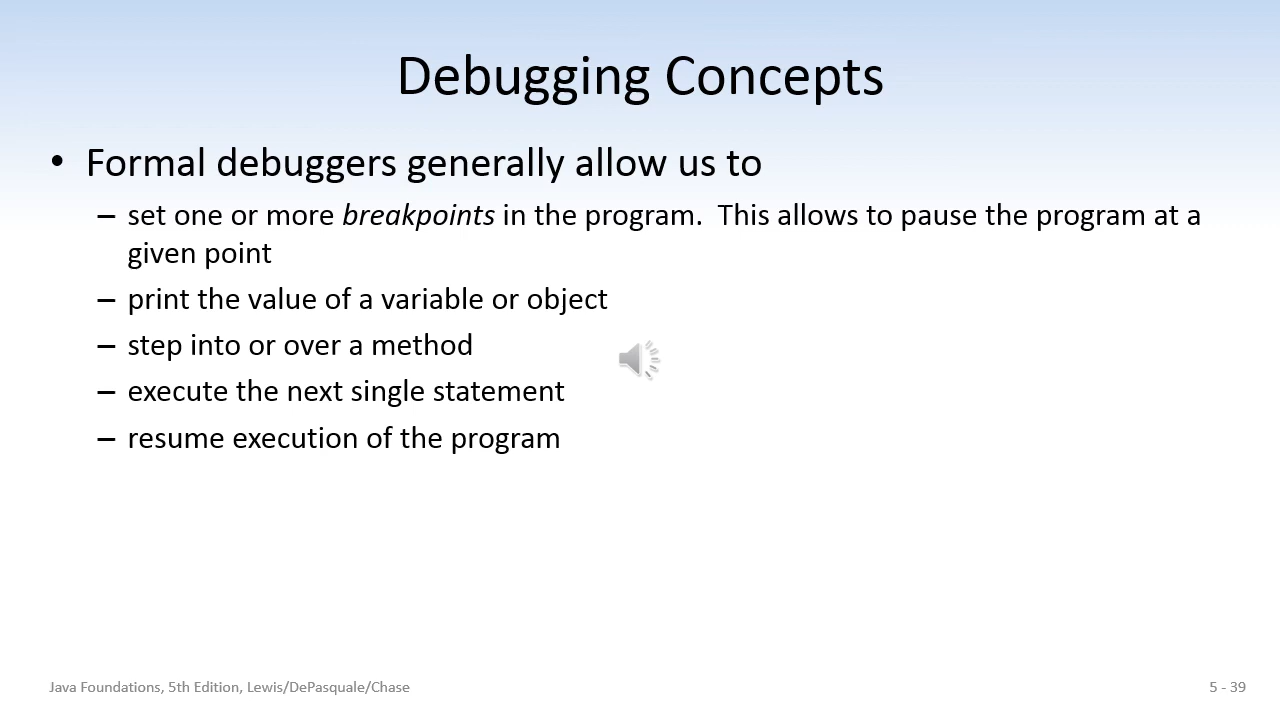 Debugging Concepts
• Formal debuggers generally allow us to
– set one or more breakpoints in the program.  This allows to pause the program at a
given point
– print the value of a variable or object
– step into or over a method
– execute the next single statement
– resume execution of the program
Java Foundations, 5th Edition, Lewis/DePasquale/Chase
5 - 39